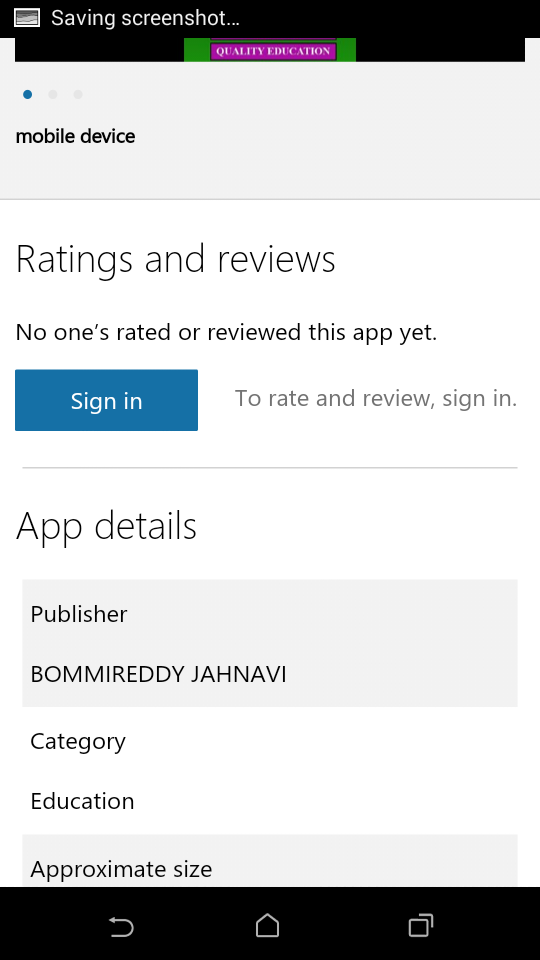 Saving screenshot...
QUALITY EDUCATION
mobile device
Ratings and reviews
No one’s rated or reviewed this app yet.
Sign in
To rate and review, sign in.
App details
Publisher
BOMMIREDDY JAHNAVI
Category
Education
Approximate size